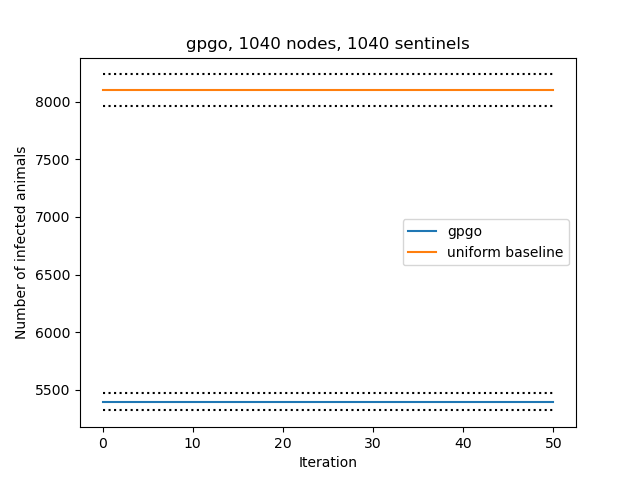 gpgo, 1040 nodes, 1040 sentinels
Number of infected animals
8000
7500
7000
6500
6000
5500
gpgo
uniform baseline
0 10 20 30 40 50
Iteration